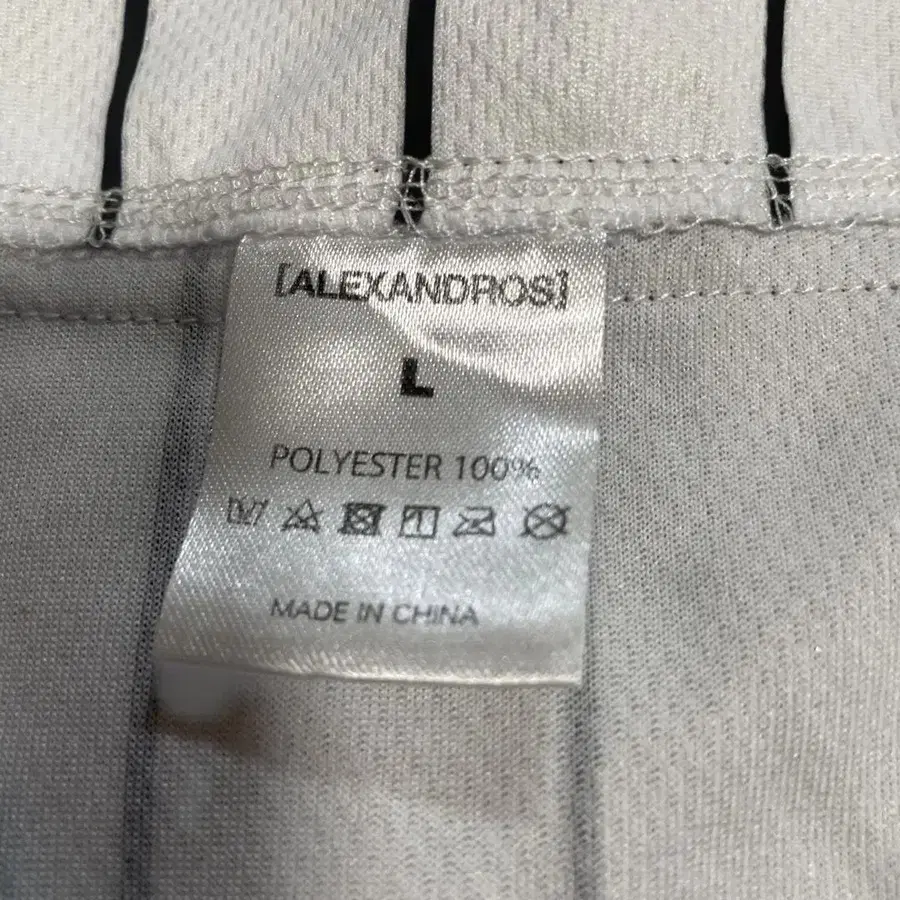 [ALEXANDROS]
L
POLYESTER 100%
MADE IN CHINA